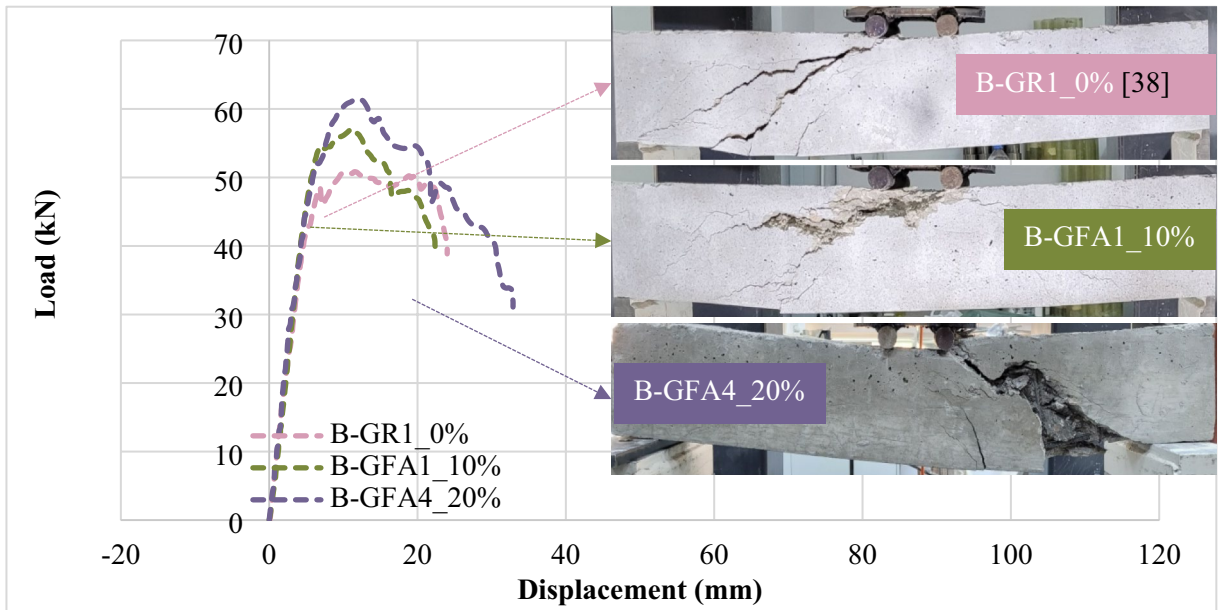 70
60
50
40
30
20
10
0
Load (kN)
B-GR1_0% [38]
B-GFA1_10%
B-GFA4_20%
B-GR1_0%
B-GFA1_10%
B-GFA4_20%
-20 0 20 40 60 80 100 120
Displacement (mm)